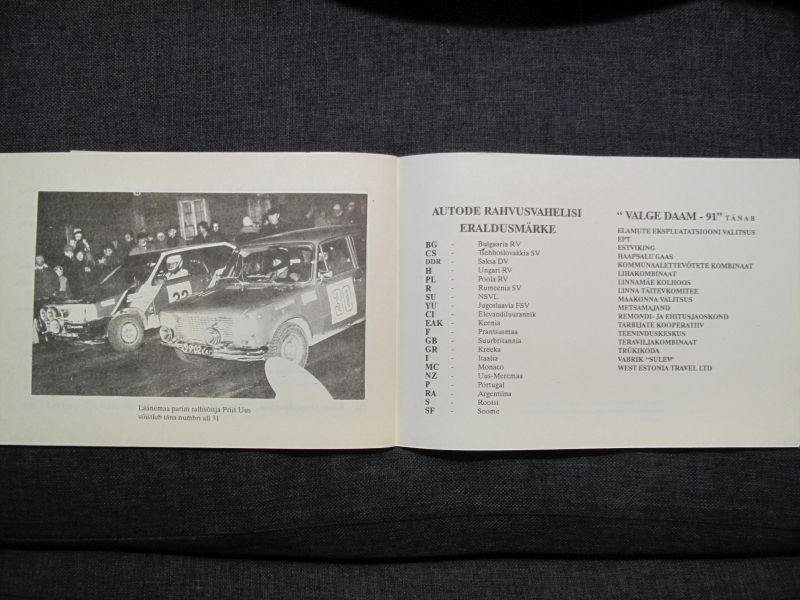 30
Läänemaa parim rallisõitja Priit Uus
võistleb täna numbri all 31
AUTODE RAHVUSVAHELISI
ERALDUSMÄRKE
BG - Bulgaaria RV
CS - Tšehhoslovakkia SV
DDR - Saksa DV
H - Ungari RV
PL - Poola RV
R - Rumeenia SV
SU - NSVL
YU - Jugoslaavia FSV
CI - Elevandiluurannik
EAK - Keenia
F - Prantsusmaa
GB - Suurbritannia
GR - Kreeka
I - Itaalia
MC - Monaco
NZ - Uus-Meremaa
P - Portugal
RA - Argentiina
S - Rootsi
SF - Soome
“ VALGE DAAM - 91” TÄNAB
ELAMUTE EKSPLUATATSIOONI VALITSUS
EPT
ESTVIKING
HAAPSALU GAAS
KOMMUNAALETTEVÕTETE KOMBINAAT
LIHAKOMBINAAT
LINNAMÄE KOLHOOS
LINNA TÄITEVKOMITEE
MAAKONNA VALITSUS
METSAMAJAND
REMONDI- JA EHITUSJAOSKOND
TARBIJATE KOOPERATIIV
TEENINDUSKESKUS
TERAVILJAKOMBINAAT
TRÜKIKODA
VABRIK “SULEV”
WEST ESTONIA TRAVEL LTD